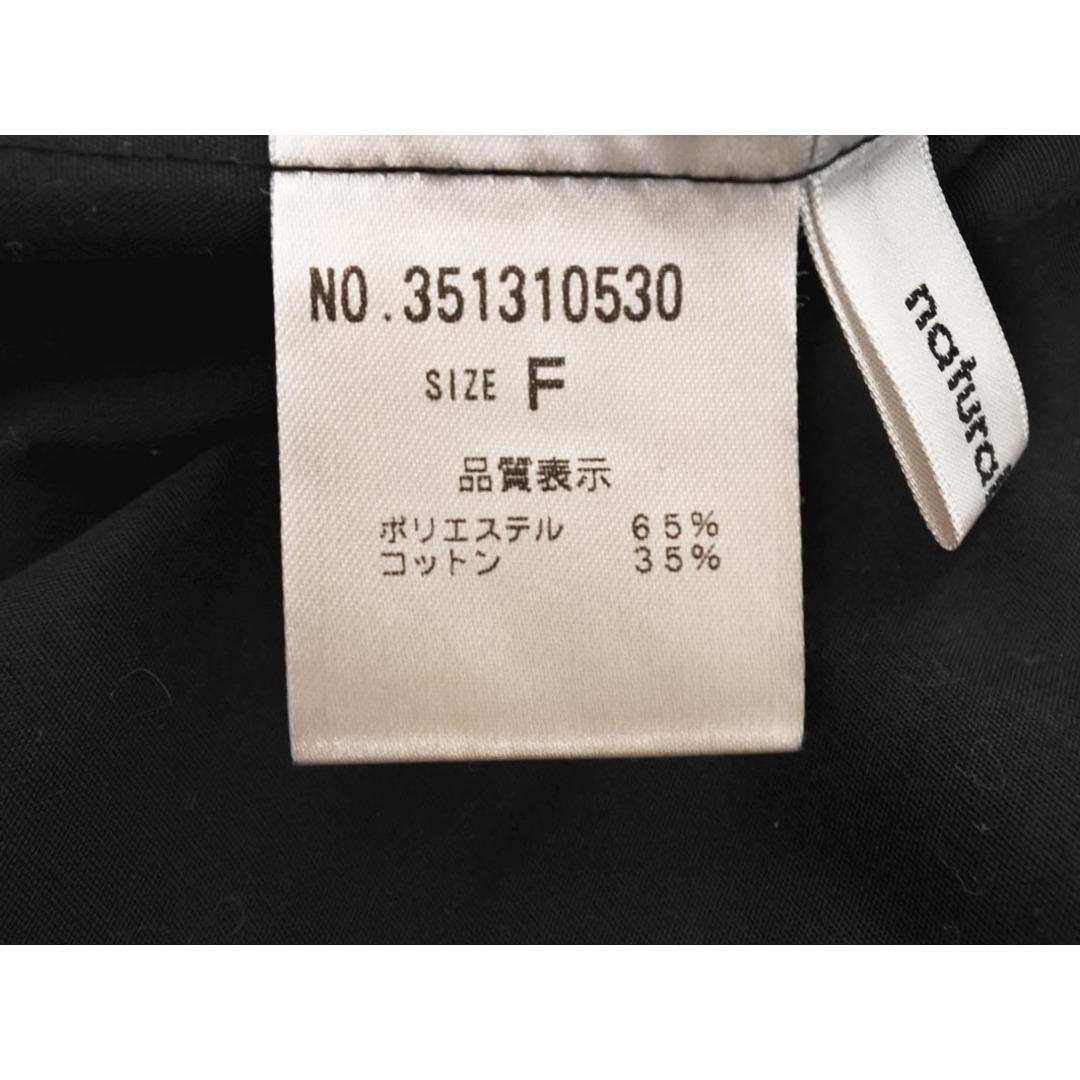 NO.351310530
SIZE F
品質表示
ポリエステル 65%
コットン 35%
natural